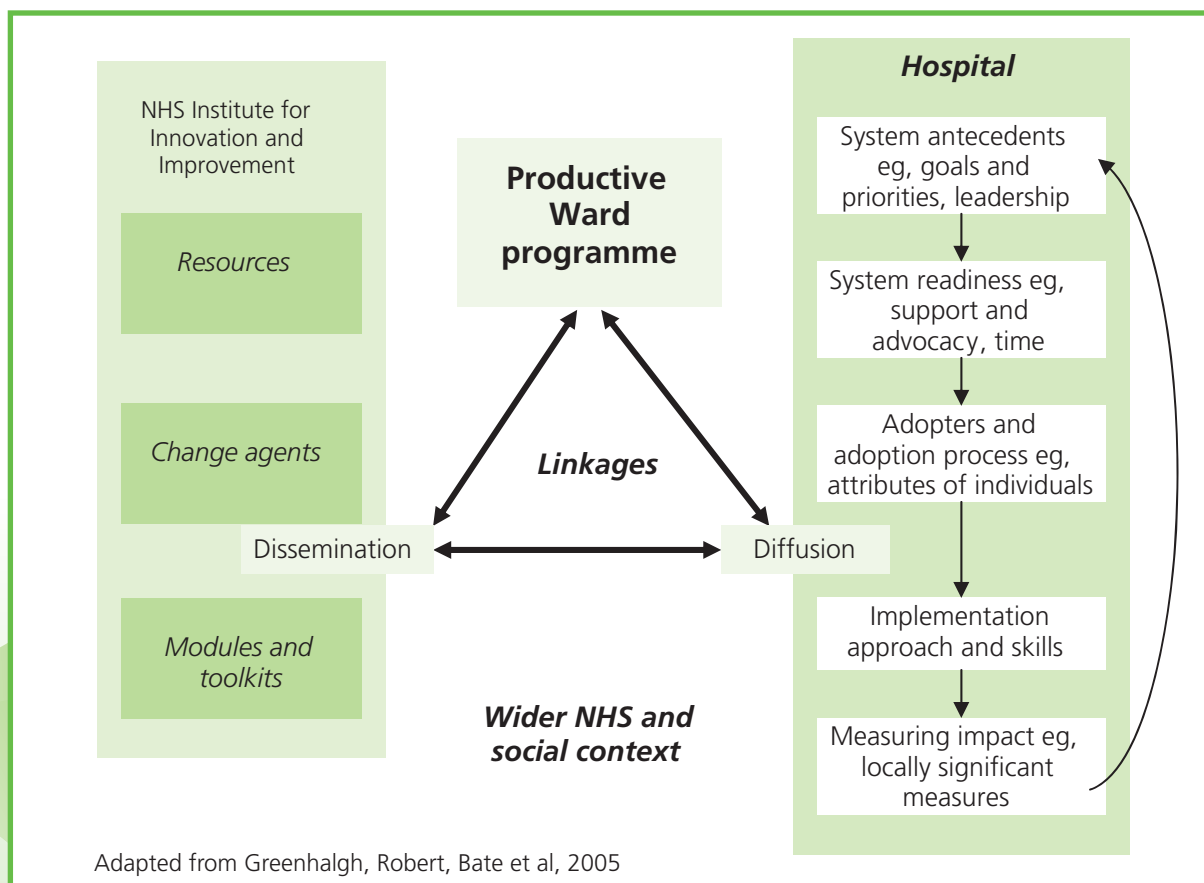 NHS Institute for
Innovation and
Improvement
Resources
Change agents
Dissemination
Modules and
toolkits
Productive
Ward
programme
Linkages
Wider NHS and
social context
Diffusion
Hospital
System antecedents
eg, goals and
priorities, leadership
System readiness eg,
support and
advocacy, time
Adopters and
adoption process eg,
attributes of individuals
Implementation
approach and skills
Measuring impact eg,
locally significant
measures
Adapted from Greenhalgh, Robert, Bate et al, 2005